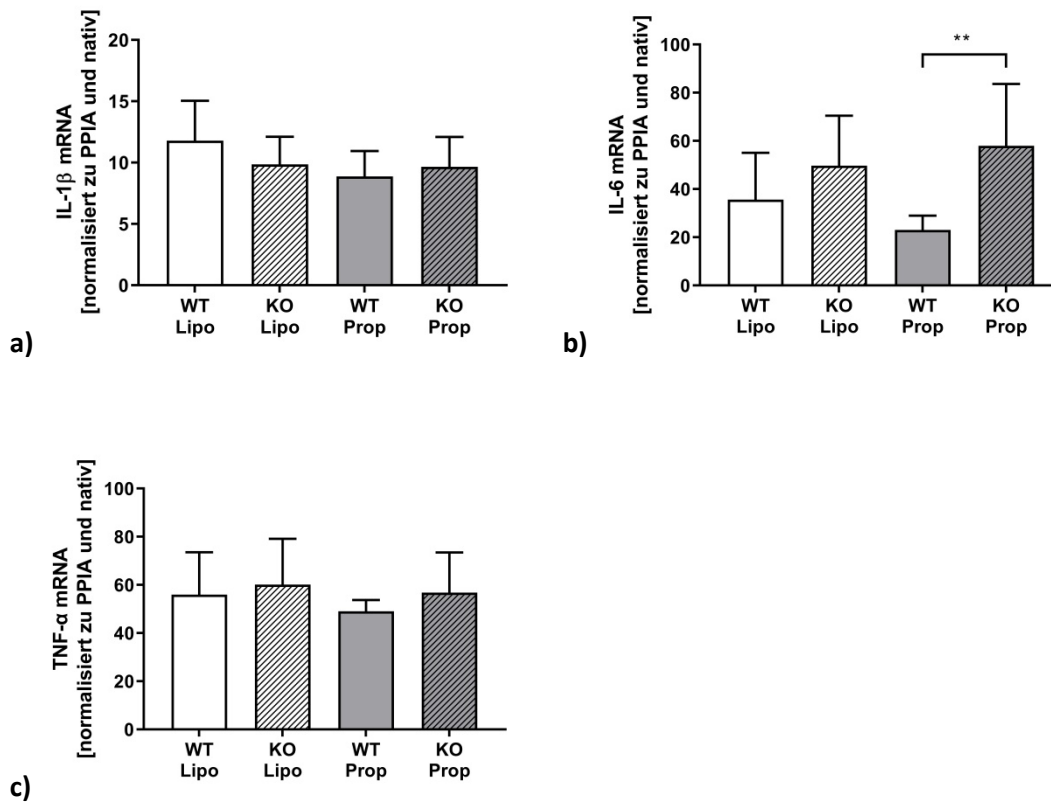 20
15
10
5
0
IL-1β mRNA
[normalisiert zu PPIA und nativ]
WT
Lipo
KO
Lipo
WT
Prop
KO
Prop
a)
100
80
60
40
20
0
IL-6 mRNA
[normalisiert zu PPIA und nativ]
**
WT
Lipo
KO
Lipo
WT
Prop
KO
Prop
b)
100
80
60
40
20
0
TNF-α mRNA
[normalisiert zu PPIA und nativ]
WT
Lipo
KO
Lipo
WT
Prop
KO
Prop
c)